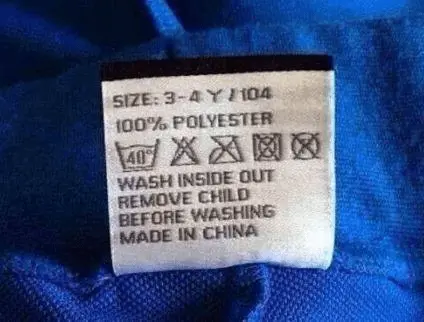 SIZE: 3-4 Y / 104
100% POLYESTER
40°
WASH INSIDE OUT
REMOVE CHILD
BEFORE WASHING
MADE IN CHINA